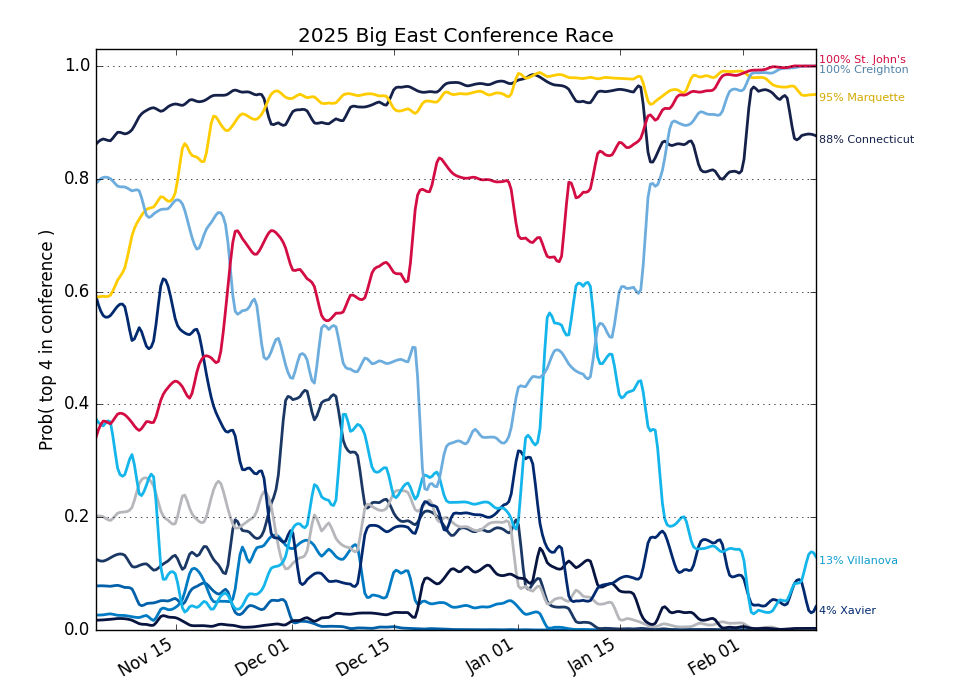 2025 Big East Conference Race
Prob( top 4 in conference )
1.0
0.8
0.6
0.4
0.2
0.0
Nov 15
Dec 01
Dec 15
Jan 01
Jan 15
Feb 01
100% St. John's
100% Creighton
95% Marquette
88% Connecticut
13% Villanova
4% Xavier